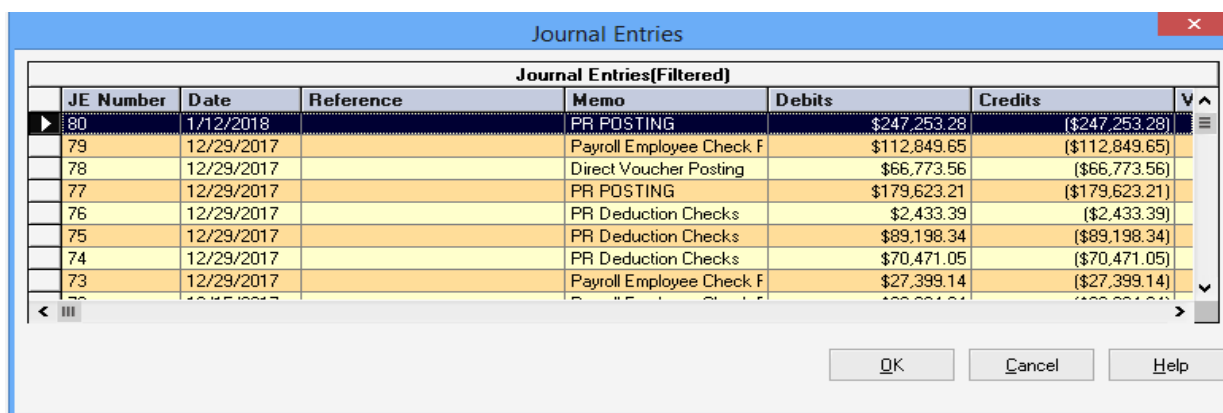 Journal Entries
Journal Entries(Filtered)
JE Number Date Reference Memo Debits Credits V
80 1/12/2018 PR POSTING $247,253.28 ($247,253.28)
79 12/29/2017 Payroll Employee Check F $112,849.65 ($112,849.65)
78 12/29/2017 Direct Voucher Posting $66,773.56 ($66,773.56)
77 12/29/2017 PR POSTING $179,623.21 ($179,623.21)
76 12/29/2017 PR Deduction Checks $2,433.39 ($2,433.39)
75 12/29/2017 PR Deduction Checks $89,198.34 ($89,198.34)
74 12/29/2017 PR Deduction Checks $70,471.05 ($70,471.05)
73 12/29/2017 Payroll Employee Check F $27,399.14 ($27,399.14)
OK Cancel Help